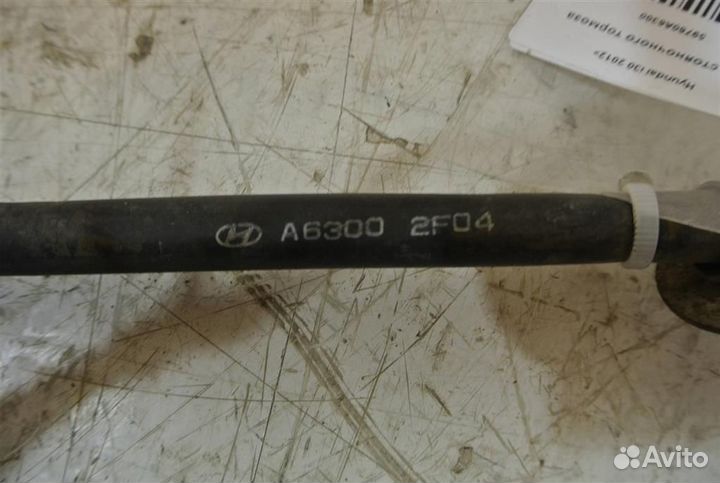 A6300 2F04
Hyundai I30 2012>
стояночного тормоза
59760A6300
Avito